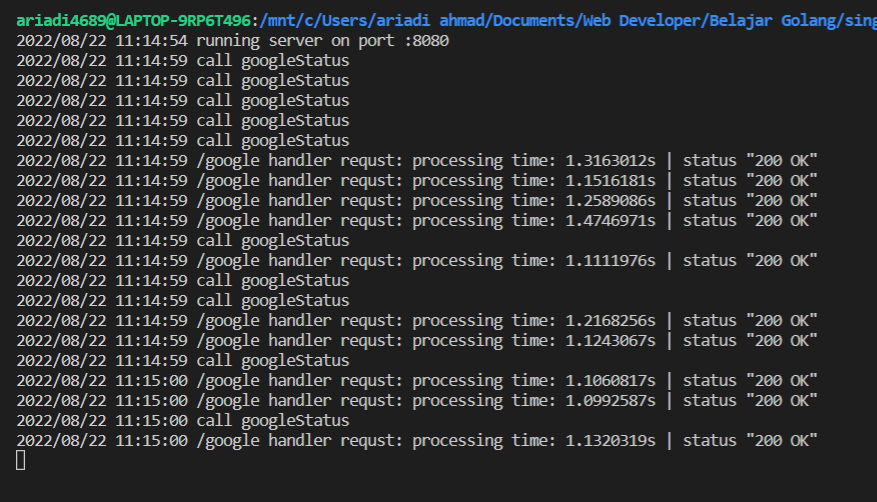 ariadi4689@LAPTOP-9RP6T496:/mnt/c/Users/ariadi ahmad/Documents/Web Developer/Belajar Golang/sing
2022/08/22 11:14:54 running server on port :8080
2022/08/22 11:14:59 call googleStatus
2022/08/22 11:14:59 call googleStatus
2022/08/22 11:14:59 call googleStatus
2022/08/22 11:14:59 call googleStatus
2022/08/22 11:14:59 call googleStatus
2022/08/22 11:14:59 /google handler requst: processing time: 1.3163012s | status "200 OK"
2022/08/22 11:14:59 /google handler requst: processing time: 1.1516181s | status "200 OK"
2022/08/22 11:14:59 /google handler requst: processing time: 1.2589086s | status "200 OK"
2022/08/22 11:14:59 /google handler requst: processing time: 1.4746971s | status "200 OK"
2022/08/22 11:14:59 call googleStatus
2022/08/22 11:14:59 /google handler requst: processing time: 1.1111976s | status "200 OK"
2022/08/22 11:14:59 call googleStatus
2022/08/22 11:14:59 call googleStatus
2022/08/22 11:14:59 /google handler requst: processing time: 1.2168256s | status "200 OK"
2022/08/22 11:14:59 /google handler requst: processing time: 1.1243067s | status "200 OK"
2022/08/22 11:14:59 call googleStatus
2022/08/22 11:15:00 /google handler requst: processing time: 1.1060817s | status "200 OK"
2022/08/22 11:15:00 /google handler requst: processing time: 1.0992587s | status "200 OK"
2022/08/22 11:15:00 call googleStatus
2022/08/22 11:15:00 /google handler requst: processing time: 1.1320319s | status "200 OK"